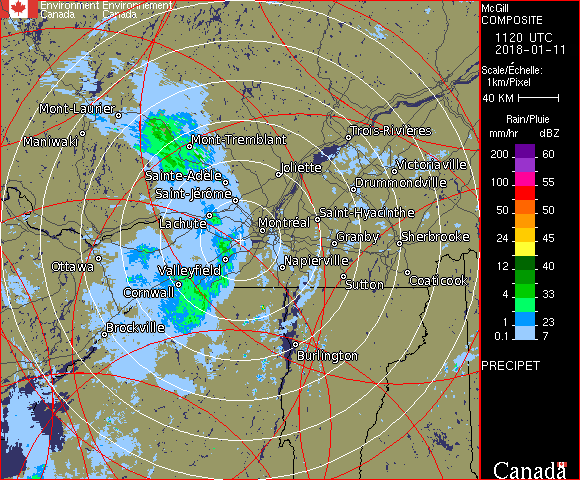 Environment Environnement
Canada Canada
McGill
COMPOSITE
1120 UTC
2018-01-11
Scale/Échelle:
1km/Pixel
40 KM
Rain/Pluie
mm/hr dBZ
200 60
100 55
50 50
24 45
12 40
4 33
1 23
0.1 7
PRECIPET
Canada
Mont-Laurier
Maniwaki
Mont-Tremblant
Trois-Rivières
Sainte-Adèle
Joliette
Victoriaville
Saint-Jérôme
Drummondville
Lachute
Montréal
Saint-Hyacinthe
Granby
Sherbrooke
Ottawa
Valleyfield
Napierville
Cornwall
Sutton
Coaticook
Brockville
Burlington